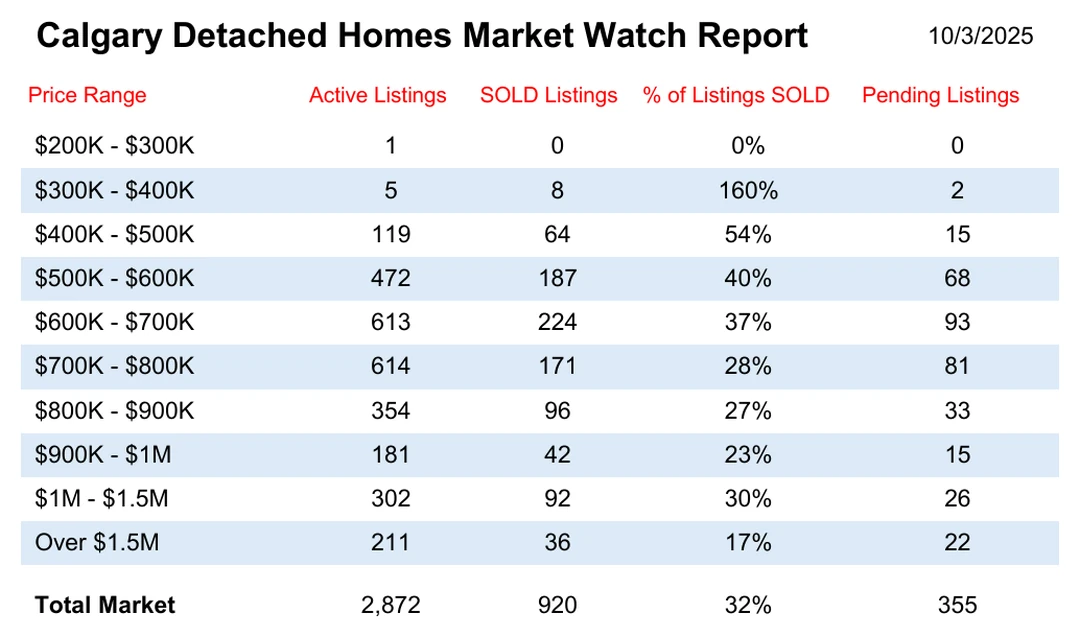 Calgary Detached Homes Market Watch Report 10/3/2025
Price Range Active Listings SOLD Listings % of Listings SOLD Pending Listings
$200K - $300K 1 0 0% 0
$300K - $400K 5 8 160% 2
$400K - $500K 119 64 54% 15
$500K - $600K 472 187 40% 68
$600K - $700K 613 224 37% 93
$700K - $800K 614 171 28% 81
$800K - $900K 354 96 27% 33
$900K - $1M 181 42 23% 15
$1M - $1.5M 302 92 30% 26
Over $1.5M 211 36 17% 22
Total Market 2,872 920 32% 355